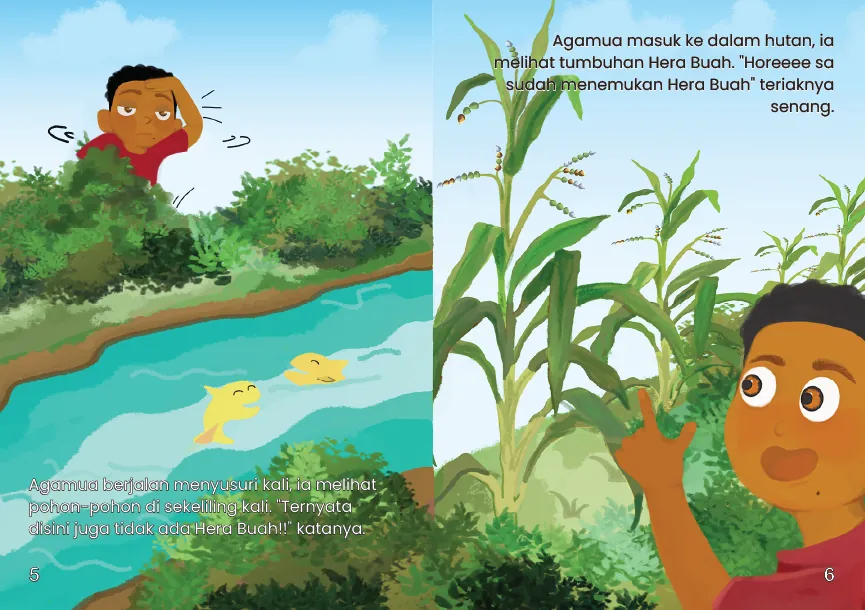 Agamua berjalan menyusuri kali, ia melihat
pohon-pohon di sekeliling kali. "Ternyata
disini juga tidak ada Hera Buah!!" katanya.
5
Agamua masuk ke dalam hutan, ia
melihat tumbuhan Hera Buah. "Horeeee sa
sudah menemukan Hera Buah" teriaknya
senang.
6